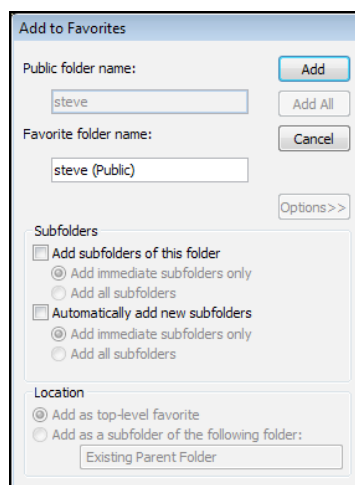 Add to Favorites
Public folder name:
Add
steve
Add All
Favorite folder name:
Cancel
steve (Public)
Options>>
Subfolders
Add subfolders of this folder
Add immediate subfolders only
Add all subfolders
Automatically add new subfolders
Add immediate subfolders only
Add all subfolders
Location
Add as top-level favorite
Add as a subfolder of the following folder:
Existing Parent Folder